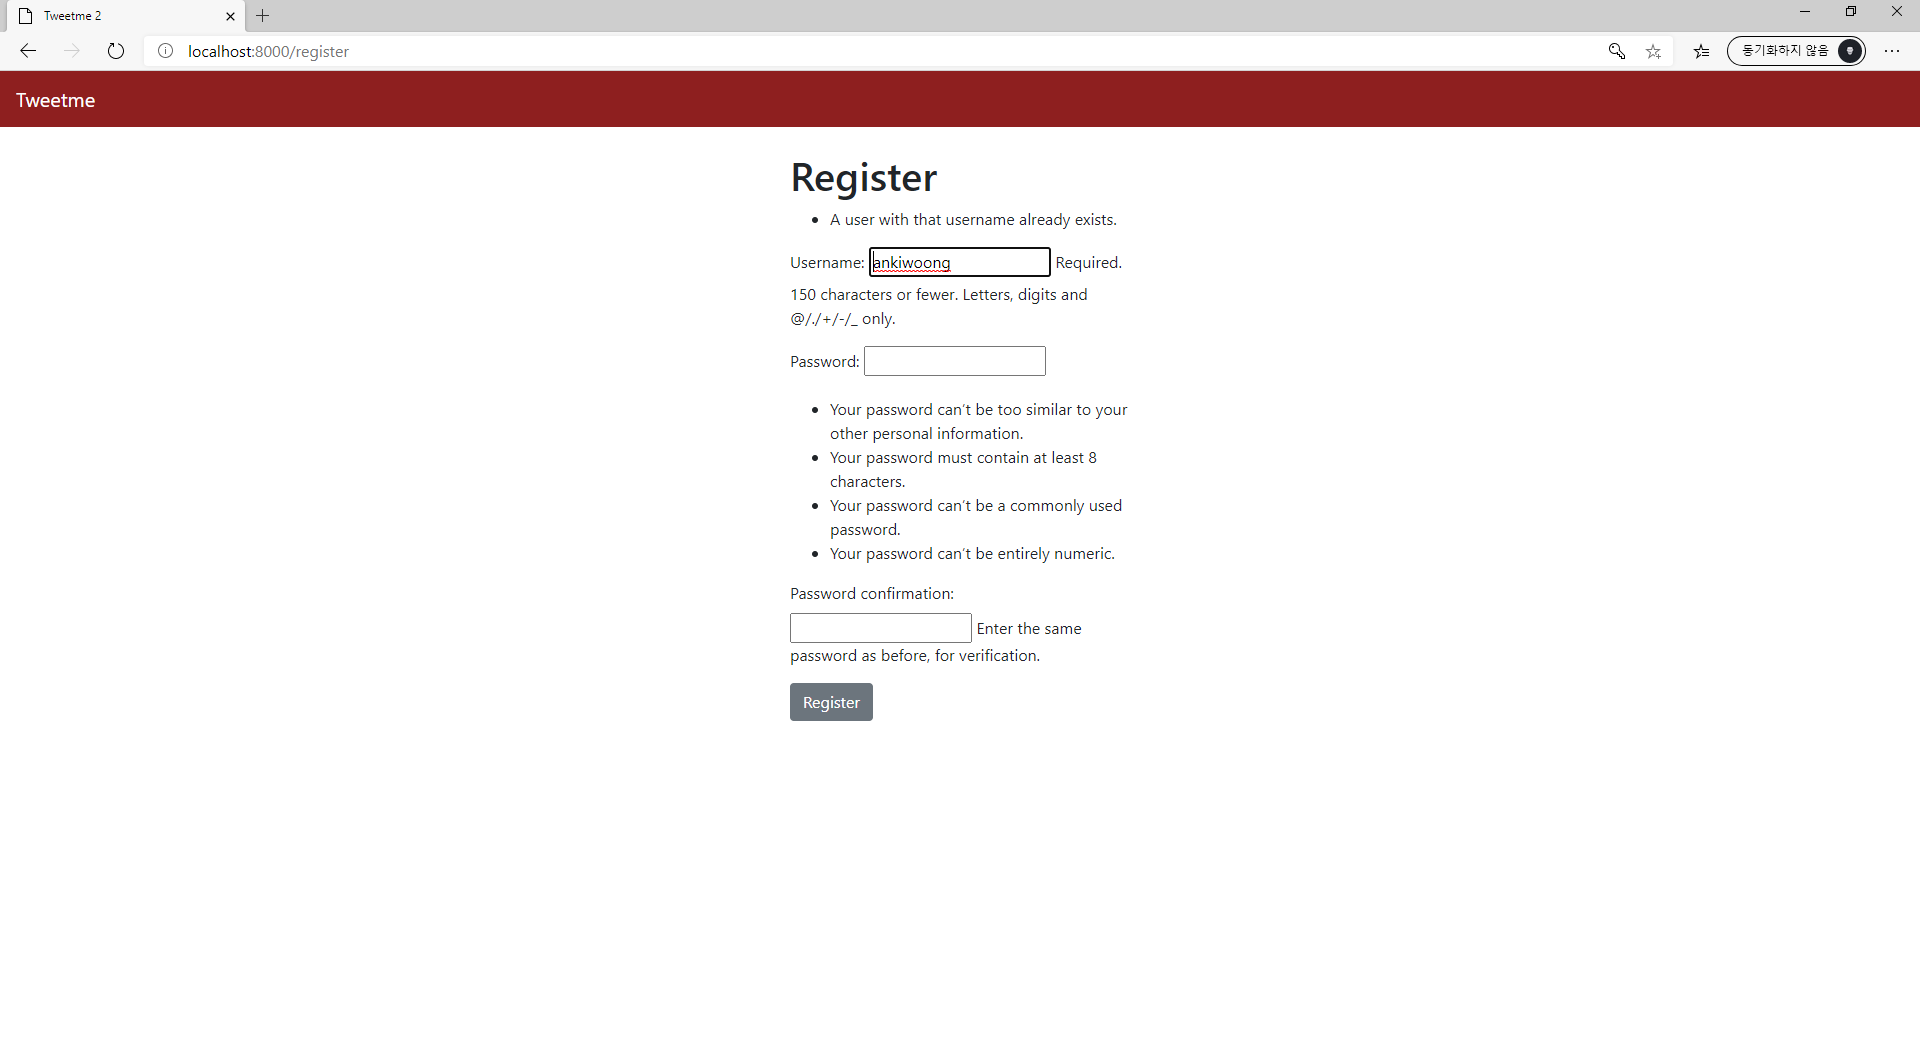 Tweetme 2
localhost:8000/register
동기화하지 않음
Tweetme
Register
A user with that username already exists.
Username: ankiwoong Required.
150 characters or fewer. Letters, digits and
@/./+/-/_ only.
Password:
Your password can't be too similar to your
other personal information.
Your password must contain at least 8
characters.
Your password can't be a commonly used
password.
Your password can't be entirely numeric.
Password confirmation:
Enter the same
password as before, for verification.
Register